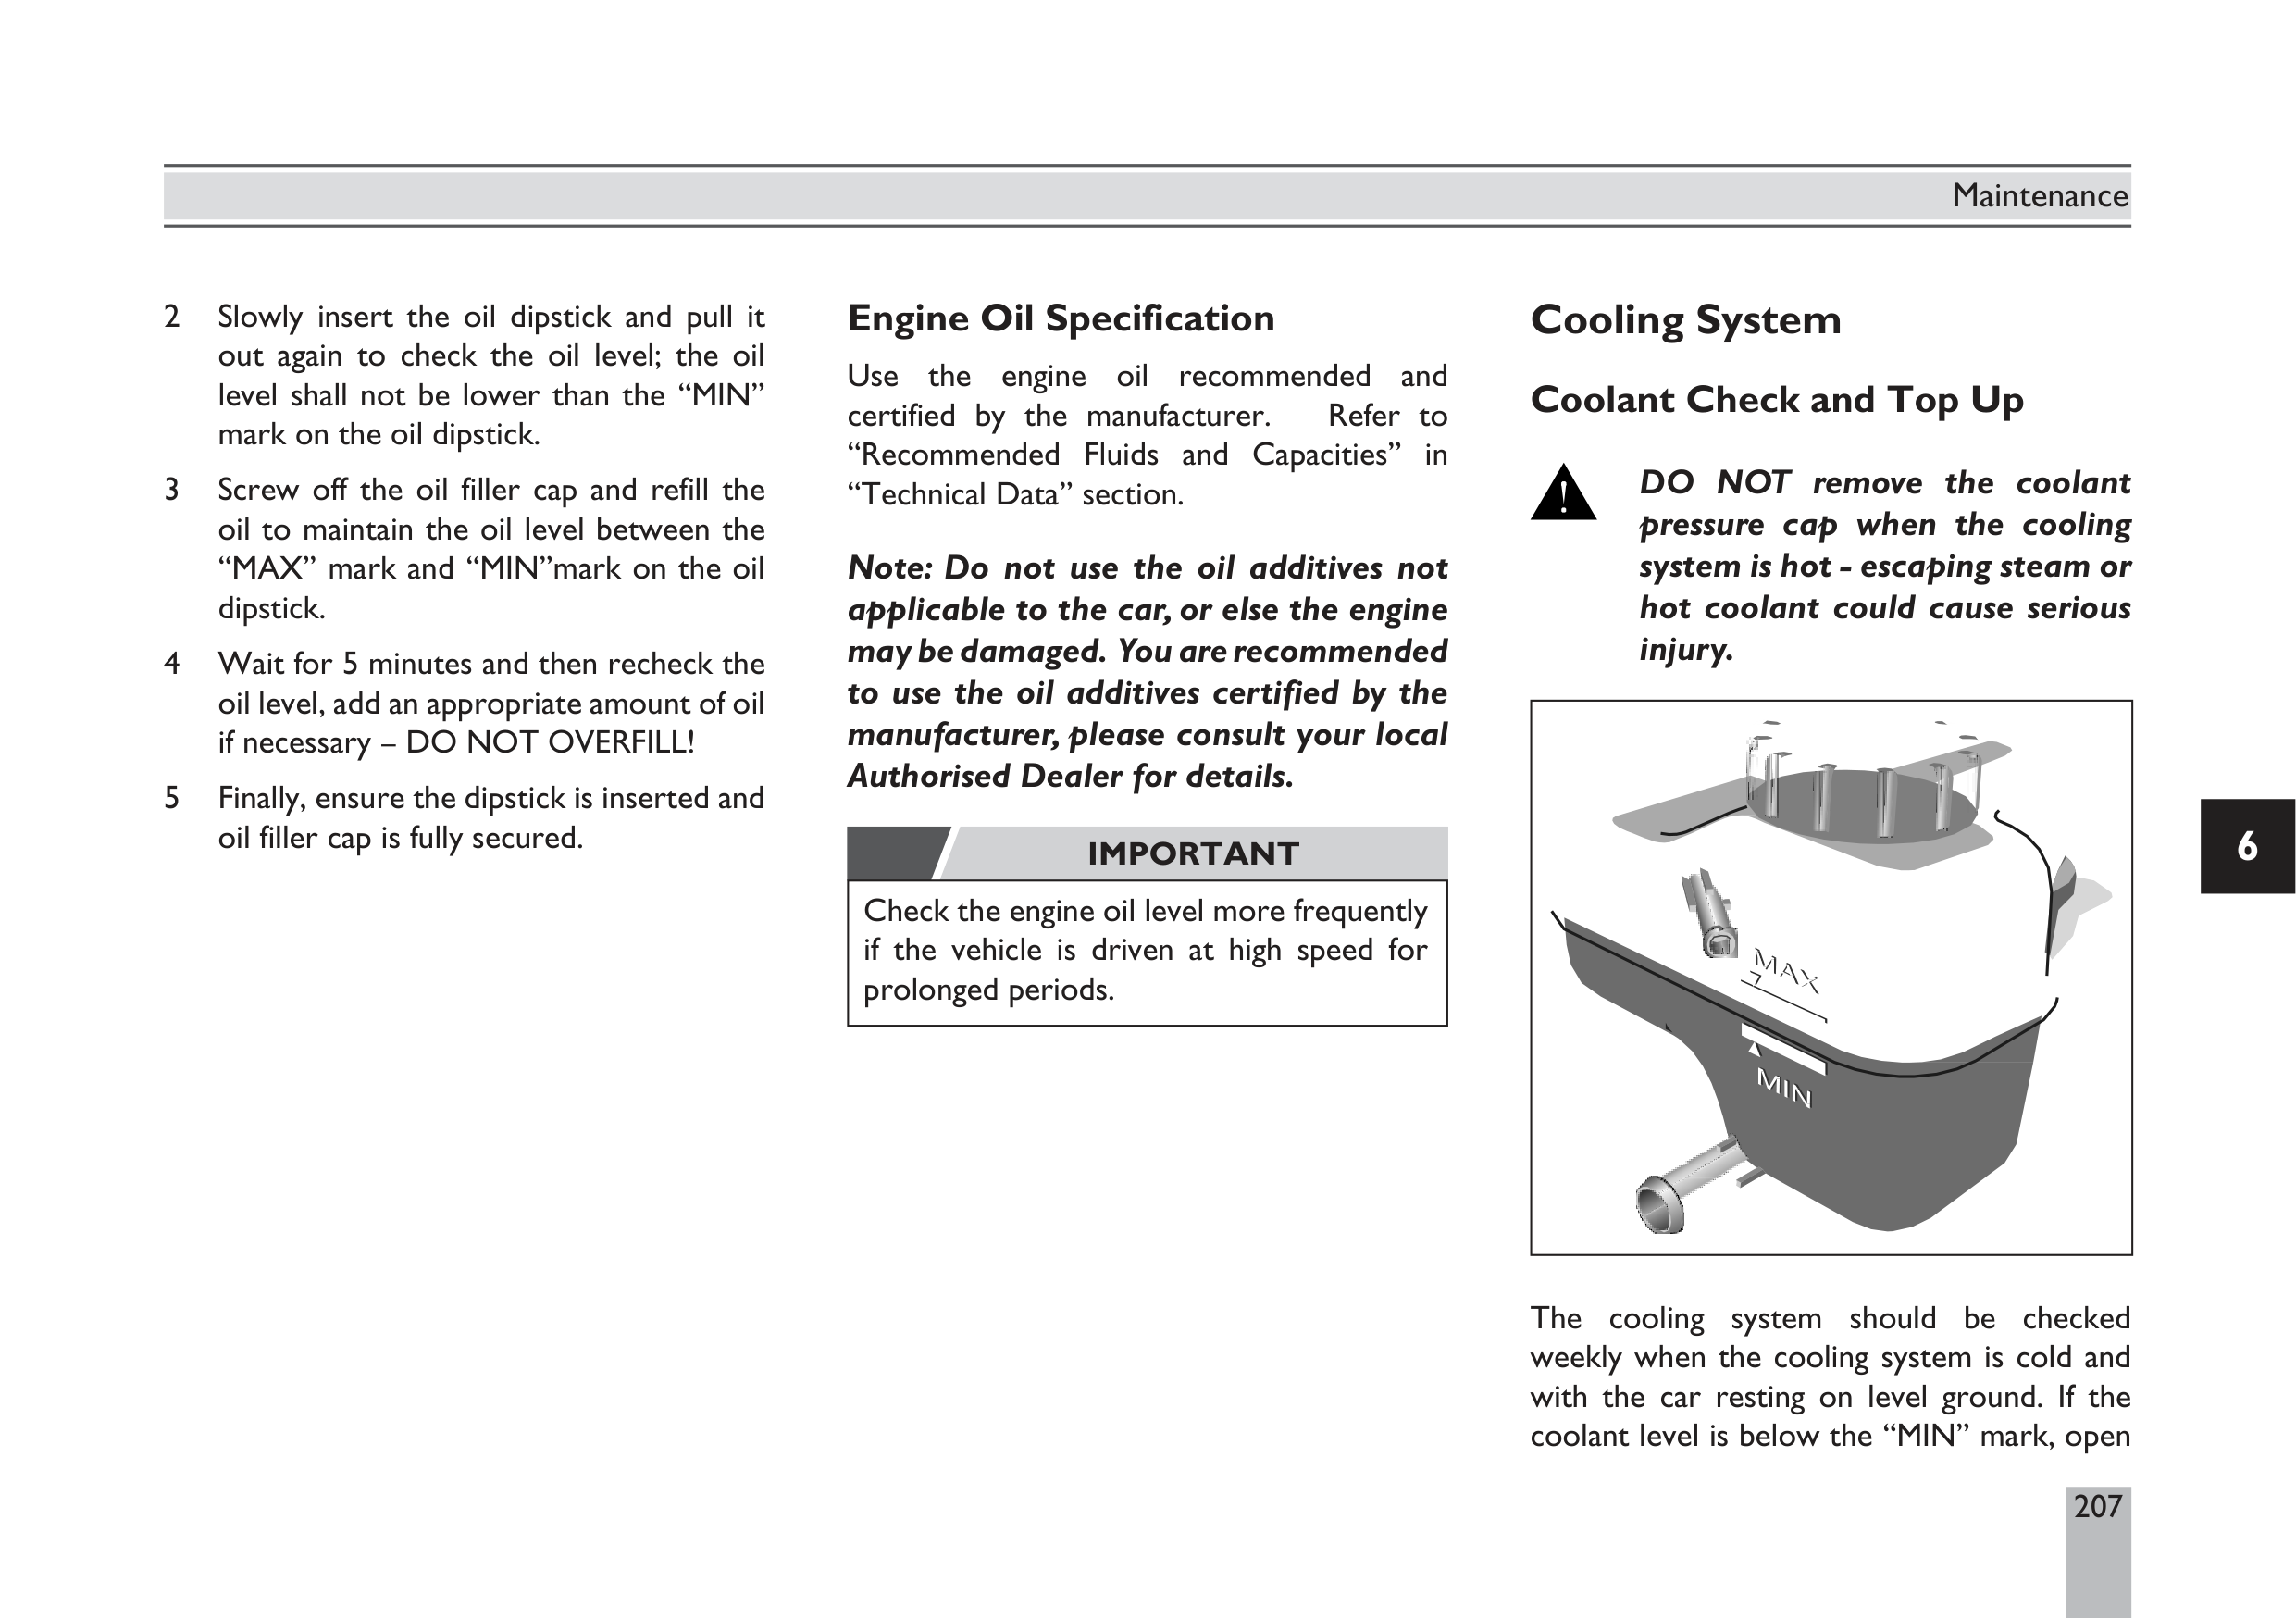 Maintenance
2 Slowly insert the oil dipstick and pull it
out again to check the oil level; the oil
level shall not be lower than the “MIN”
mark on the oil dipstick.
3 Screw off the oil filler cap and refill the
oil to maintain the oil level between the
“MAX” mark and “MIN”mark on the oil
dipstick.
4 Wait for 5 minutes and then recheck the
oil level, add an appropriate amount of oil
if necessary – DO NOT OVERFILL!
5 Finally, ensure the dipstick is inserted and
oil filler cap is fully secured.
Engine Oil Specification
Use the engine oil recommended and
certified by the manufacturer. Refer to
“Recommended Fluids and Capacities” in
“Technical Data” section.
Note: Do not use the oil additives not
applicable to the car, or else the engine
may be damaged. You are recommended
to use the oil additives certified by the
manufacturer, please consult your local
Authorised Dealer for details.
IMPORTANT
Check the engine oil level more frequently
if the vehicle is driven at high speed for
prolonged periods.
Cooling System
Coolant Check and Top Up
!
DO NOT remove the coolant
pressure cap when the cooling
system is hot - escaping steam or
hot coolant could cause serious
injury.
MAX
MIN
The cooling system should be checked
weekly when the cooling system is cold and
with the car resting on level ground. If the
coolant level is below the “MIN” mark, open
6
207